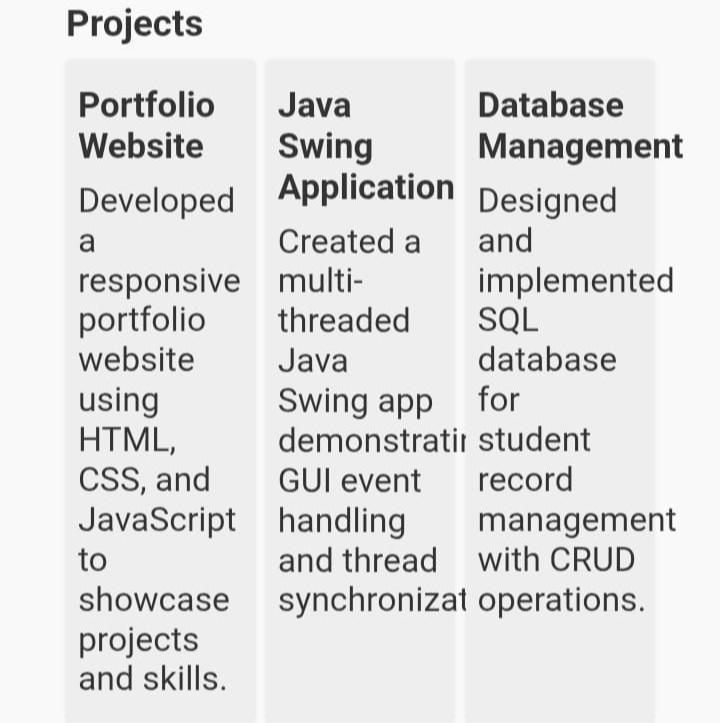 Projects
Portfolio
Website
Developed
a
responsive
portfolio
website
using
HTML,
CSS, and
JavaScript
to
showcase
projects
and skills.
Java
Swing
Application
Created a
multi-
threaded
Java
Swing app
demonstratin
GUI event
handling
and thread
synchronizat
Database
Management
Designed
and
implemented
SQL
database
for
student
record
management
with CRUD
operations.